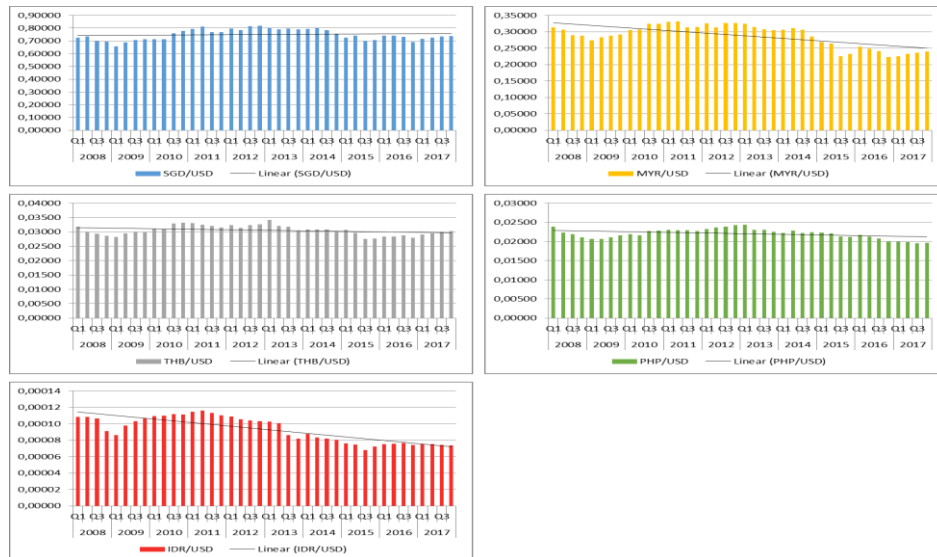 0,90000
0,80000
0,70000
0,60000
0,50000
0,40000
0,30000
0,20000
0,10000
0,00000
Q1 Q3 Q1 Q3 Q1 Q3 Q1 Q3 Q1 Q3 Q1 Q3 Q1 Q3 Q1 Q3 Q1 Q3 Q1 Q3
2008 2009 2010 2011 2012 2013 2014 2015 2016 2017
SGD/USD Linear (SGD/USD)
0,35000
0,30000
0,25000
0,20000
0,15000
0,10000
0,05000
0,00000
Q1 Q3 Q1 Q3 Q1 Q3 Q1 Q3 Q1 Q3 Q1 Q3 Q1 Q3 Q1 Q3 Q1 Q3 Q1 Q3
2008 2009 2010 2011 2012 2013 2014 2015 2016 2017
MYR/USD Linear (MYR/USD)
0,04000
0,03500
0,03000
0,02500
0,02000
0,01500
0,01000
0,00500
0,00000
Q1 Q3 Q1 Q3 Q1 Q3 Q1 Q3 Q1 Q3 Q1 Q3 Q1 Q3 Q1 Q3 Q1 Q3 Q1 Q3
2008 2009 2010 2011 2012 2013 2014 2015 2016 2017
THB/USD Linear (THB/USD)
0,03000
0,02500
0,02000
0,01500
0,01000
0,00500
0,00000
Q1 Q3 Q1 Q3 Q1 Q3 Q1 Q3 Q1 Q3 Q1 Q3 Q1 Q3 Q1 Q3 Q1 Q3 Q1 Q3
2008 2009 2010 2011 2012 2013 2014 2015 2016 2017
PHP/USD Linear (PHP/USD)
0,00014
0,00012
0,00010
0,00008
0,00006
0,00004
0,00002
0,00000
Q1 Q3 Q1 Q3 Q1 Q3 Q1 Q3 Q1 Q3 Q1 Q3 Q1 Q3 Q1 Q3 Q1 Q3 Q1 Q3
2008 2009 2010 2011 2012 2013 2014 2015 2016 2017
IDR/USD Linear (IDR/USD)